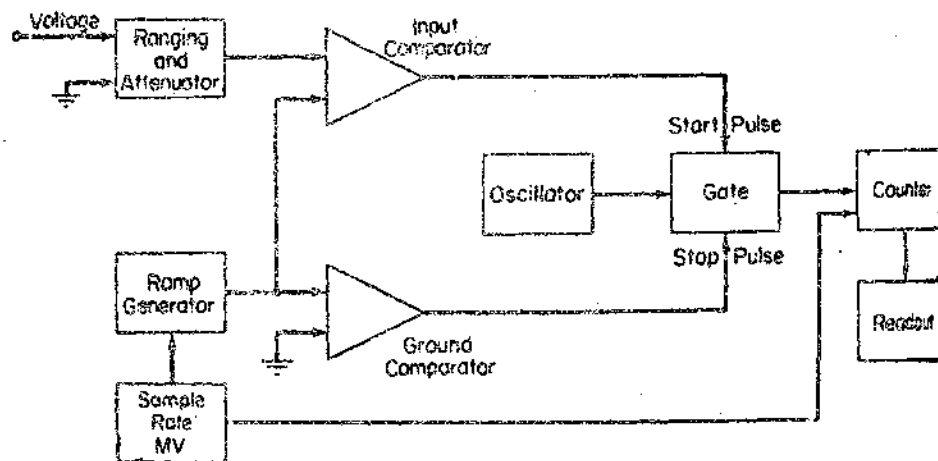 Voltage
Ranging
and
Attenuator
Input
Comparator
Start Pulse
Oscillator
Gate
Counter
Stop Pulse
Ramp
Generator
Readout
Ground
Comparator
Sample
Rate
MV